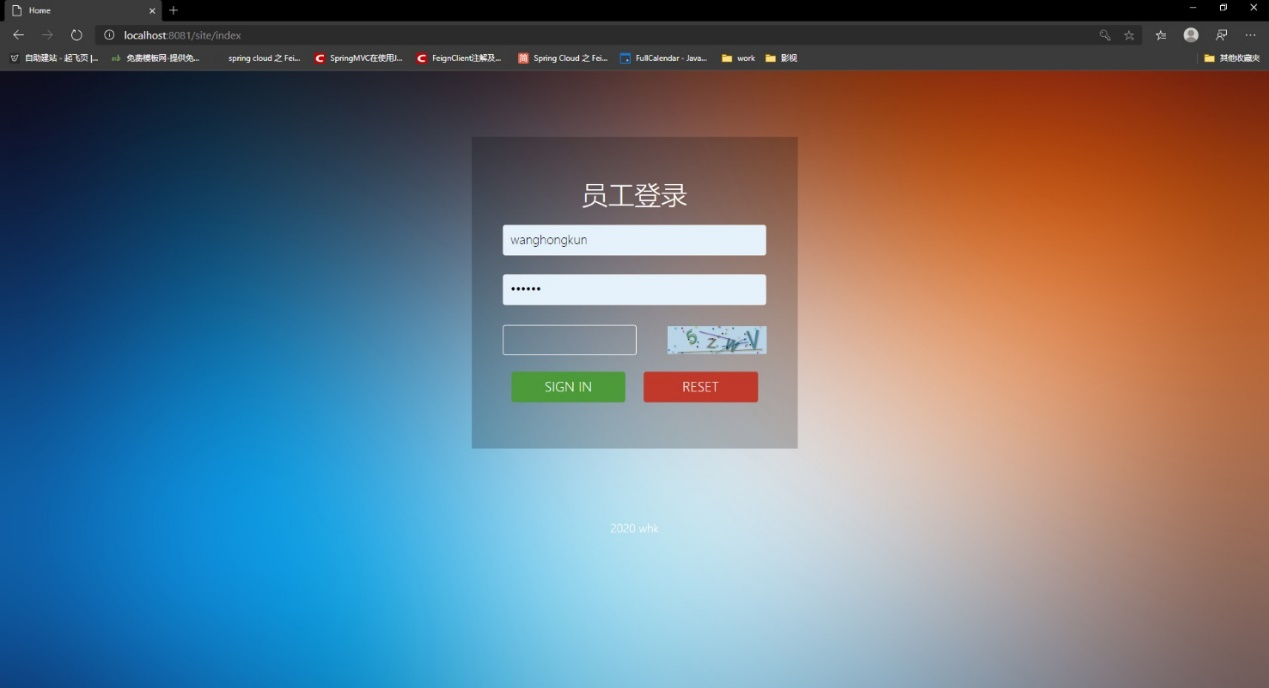 Home
localhost:8081/site/index
自助建站 - 起飞页 |...
免费模板网-提供免...
spring cloud 之 Fei...
SpringMVC在使用J...
FeignClient注解及...
Spring Cloud 之 Fei...
FullCalendar - Java...
work
影视
其他收藏夹
员工登录
wanghongkun
••••••
6zwV
SIGN IN
RESET
2020 whk